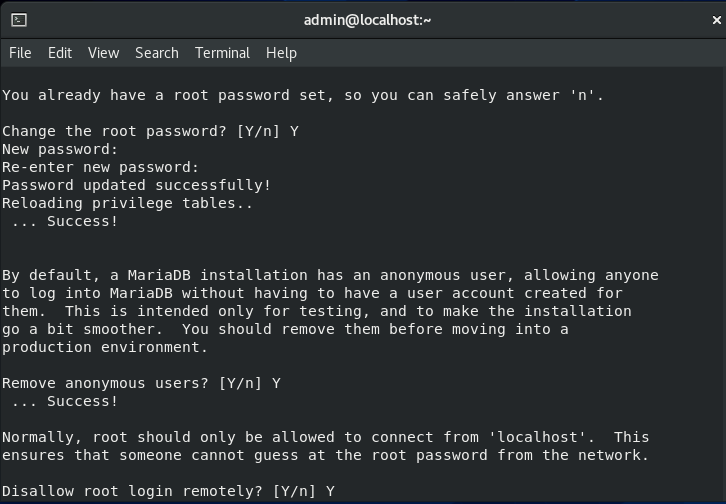 admin@localhost:~
File Edit View Search Terminal Help
You already have a root password set, so you can safely answer 'n'.
Change the root password? [Y/n] Y
New password:
Re-enter new password:
Password updated successfully!
Reloading privilege tables..
 ... Success!
By default, a MariaDB installation has an anonymous user, allowing anyone
to log into MariaDB without having to have a user account created for
them.  This is intended only for testing, and to make the installation
go a bit smoother.  You should remove them before moving into a
production environment.
Remove anonymous users? [Y/n] Y
 ... Success!
Normally, root should only be allowed to connect from 'localhost'.  This
ensures that someone cannot guess at the root password from the network.
Disallow root login remotely? [Y/n] Y